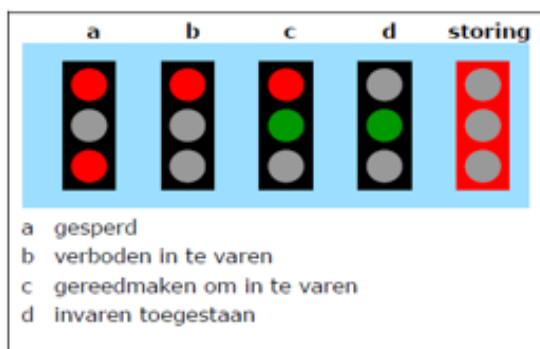 a b c d storing
a gesperd
b verboden in te varen
c gereedmaken om in te varen
d invaren toegestaan